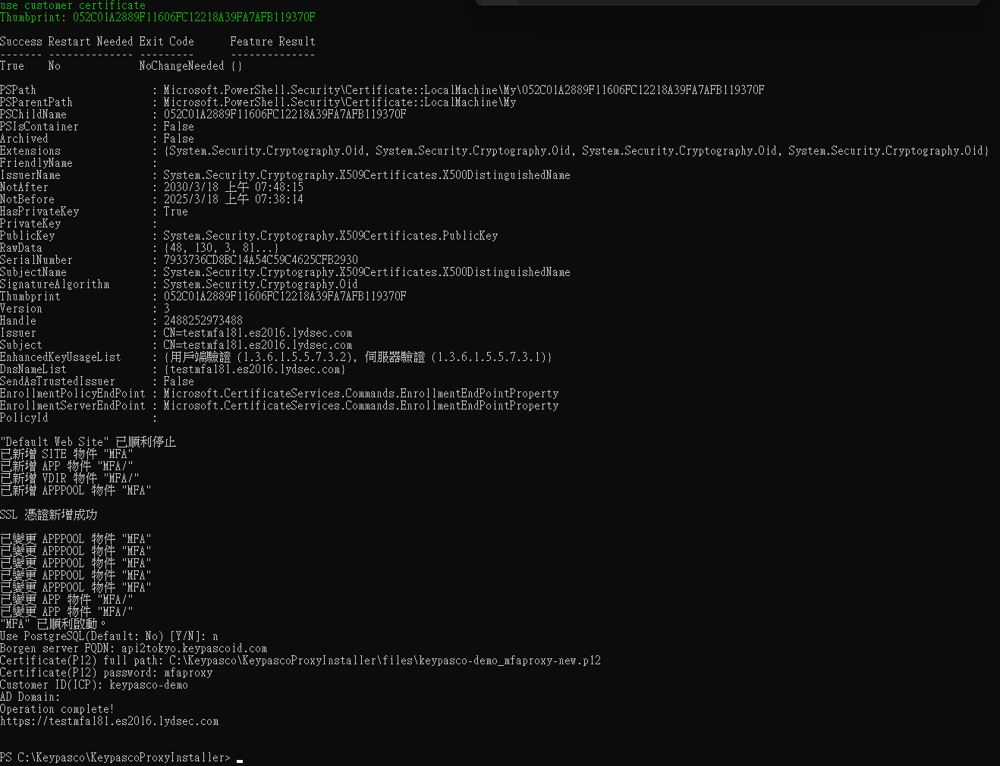 use customer certificate
Thumbprint: 052C01A2889F11606FC12218A39FA7AFB119370F
Success Restart Needed Exit Code      Feature Result
------- -------------- ---------      --------------
True    No             NoChangeNeeded {}
PSPath                   : Microsoft.PowerShell.Security\Certificate::LocalMachine\My\052C01A2889F11606FC12218A39FA7AFB119370F
PSParentPath             : Microsoft.PowerShell.Security\Certificate::LocalMachine\My
PSChildName              : 052C01A2889F11606FC12218A39FA7AFB119370F
PSIsContainer            : False
Archived                 : False
Extensions               : {System.Security.Cryptography.Oid, System.Security.Cryptography.Oid, System.Security.Cryptography.Oid, System.Security.Cryptography.Oid}
FriendlyName             :
IssuerName               : System.Security.Cryptography.X509Certificates.X500DistinguishedName
NotAfter                 : 2030/3/18 上午 07:48:15
NotBefore                : 2025/3/18 上午 07:38:14
HasPrivateKey            : True
PrivateKey               :
PublicKey                : System.Security.Cryptography.X509Certificates.PublicKey
RawData                  : {48, 130, 3, 81...}
SerialNumber             : 7933736CD8BC14A54C59C4625CFB2930
SubjectName              : System.Security.Cryptography.X509Certificates.X500DistinguishedName
SignatureAlgorithm       : System.Security.Cryptography.Oid
Thumbprint               : 052C01A2889F11606FC12218A39FA7AFB119370F
Version                  : 3
Handle                   : 2488252973488
Issuer                   : CN=testmfa181.es2016.lydsec.com
Subject                  : CN=testmfa181.es2016.lydsec.com
EnhancedKeyUsageList     : {用戶端驗證 (1.3.6.1.5.5.7.3.2), 伺服器驗證 (1.3.6.1.5.5.7.3.1)}
DnsNameList              : {testmfa181.es2016.lydsec.com}
SendAsTrustedIssuer      : False
EnrollmentPolicyEndPoint : Microsoft.CertificateServices.Commands.EnrollmentEndPointProperty
EnrollmentServerEndPoint : Microsoft.CertificateServices.Commands.EnrollmentEndPointProperty
PolicyId                 :
"Default Web Site" 已順利停止
已新增 SITE 物件 "MFA"
已新增 APP 物件 "MFA/"
已新增 VDIR 物件 "MFA/"
已新增 APPPOOL 物件 "MFA"
SSL 憑證新增成功
已變更 APPPOOL 物件 "MFA"
已變更 APPPOOL 物件 "MFA"
已變更 APPPOOL 物件 "MFA"
已變更 APPPOOL 物件 "MFA"
已變更 APPPOOL 物件 "MFA"
已變更 APP 物件 "MFA/"
已變更 APP 物件 "MFA/"
"MFA" 已順利啟動。
Use PostgreSQL(Default: No) [Y/N]: n
Borgen server FQDN: api2tokyo.keypascoid.com
Certificate(P12) full path: C:\Keypasco\KeypascoProxyInstaller\files\keypasco-demo_mfaproxy-new.p12
Certificate(P12) password: mfaproxy
Customer ID(ICP): keypasco-demo
AD Domain:
Operation complete!
https://testmfa181.es2016.lydsec.com
PS C:\Keypasco\KeypascoProxyInstaller>